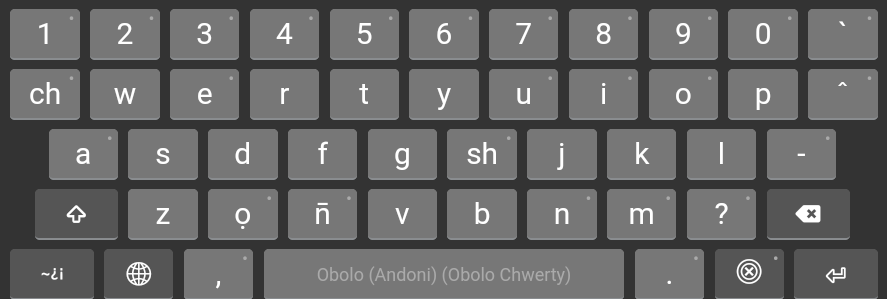 1 2 3 4 5 6 7 8 9 0 `
ch w e r t y u i o p ^
a s d f g sh j k l -
z ọ n̄ v b n m ?
~¿¡ , Obolo (Andoni) (Obolo Chwerty) .